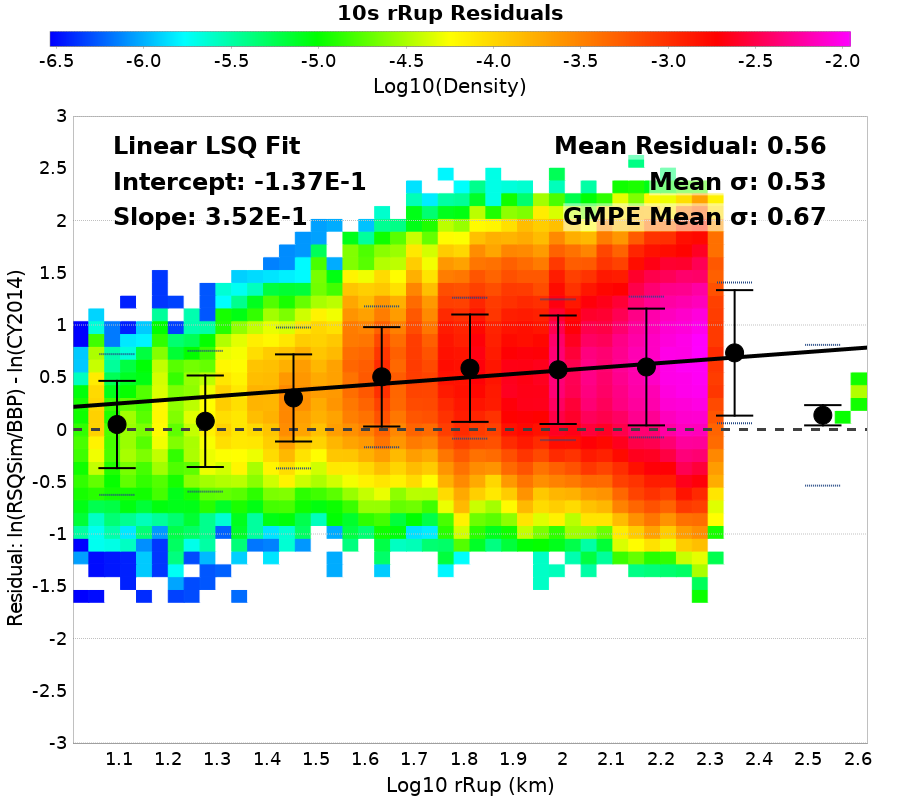 10s rRup Residuals
-6.5 -6.0 -5.5 -5.0 -4.5 -4.0 -3.5 -3.0 -2.5 -2.0
Log10(Density)
Linear LSQ Fit
Intercept: -1.37E-1
Slope: 3.52E-1
Mean Residual: 0.56
Mean σ: 0.53
GMPE Mean σ: 0.67
Residual: ln(RSQSim/BBP) - ln(CY2014)
3
2.5
2
1.5
1
0.5
0
-0.5
-1
-1.5
-2
-2.5
-3
1.1 1.2 1.3 1.4 1.5 1.6 1.7 1.8 1.9 2 2.1 2.2 2.3 2.4 2.5 2.6
Log10 rRup (km)